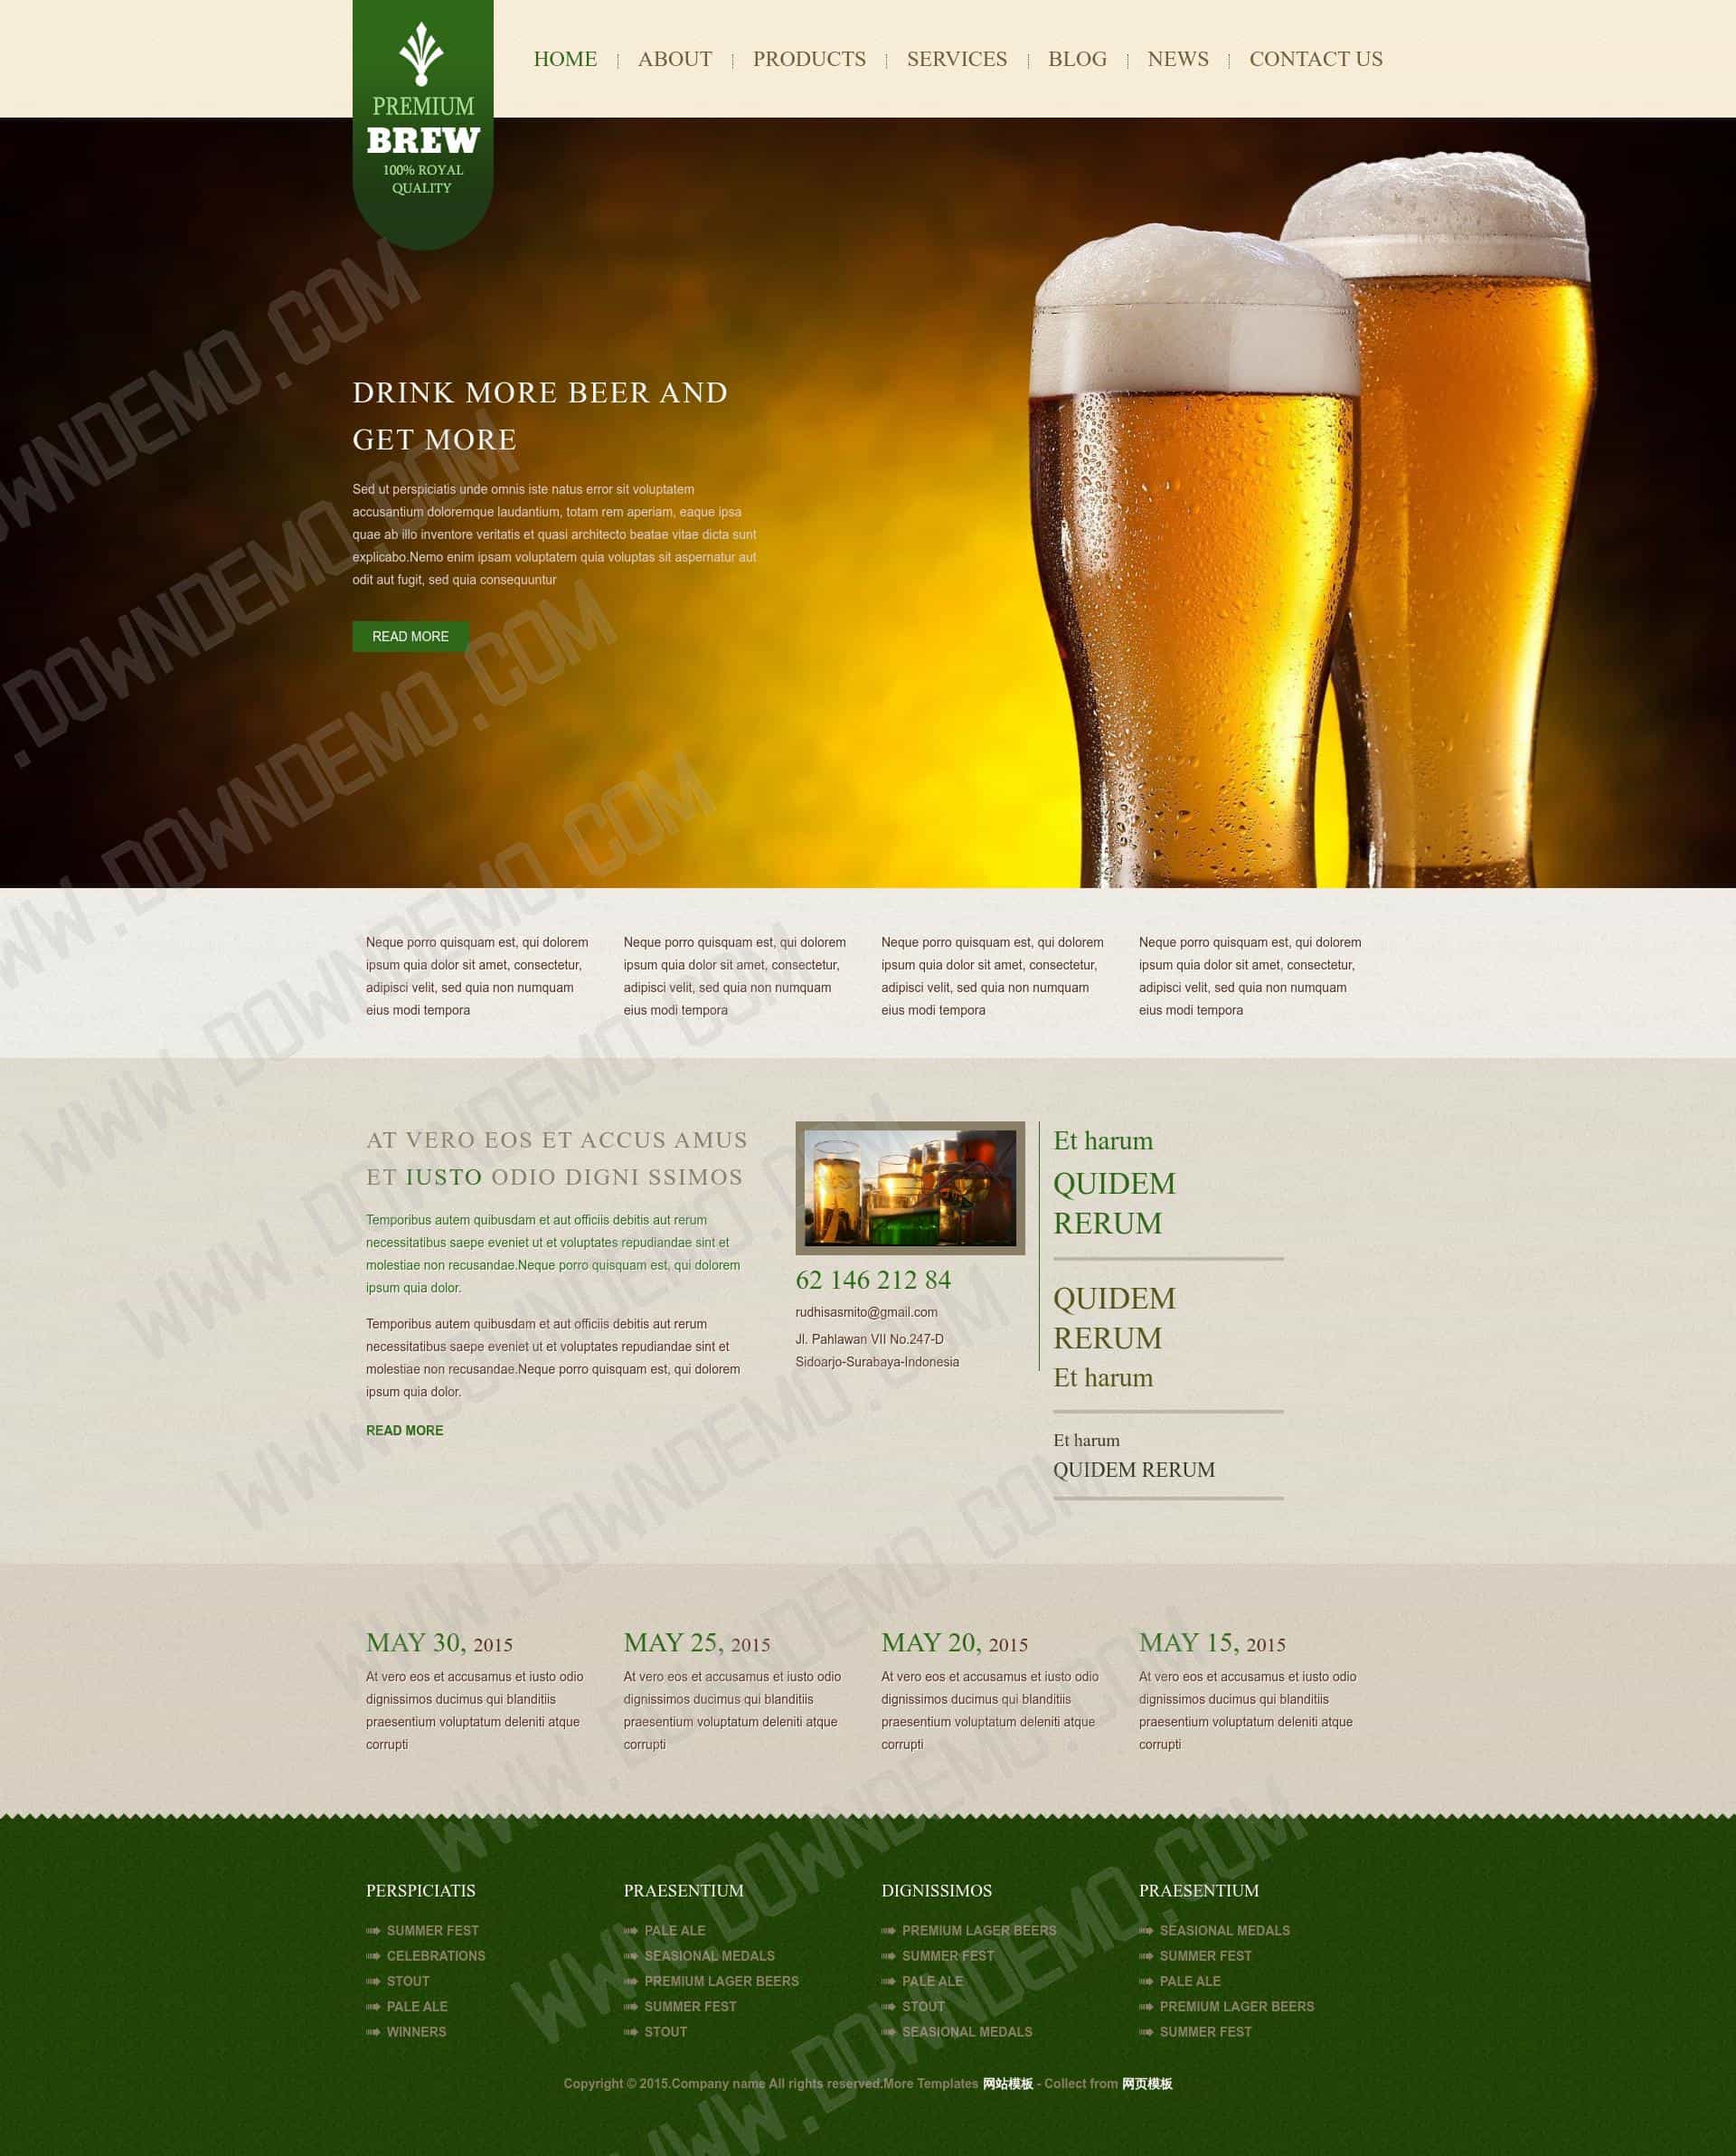 PREMIUM
BREW
100% ROYAL
QUALITY
HOME
ABOUT
PRODUCTS
SERVICES
BLOG
NEWS
CONTACT US
DRINK MORE BEER AND
GET MORE
Sed ut perspiciatis unde omnis iste natus error sit voluptatem
accusantium doloremque laudantium, totam rem aperiam, eaque ipsa
quae ab illo inventore veritatis et quasi architecto beatae vitae dicta sunt
explicabo.Nemo enim ipsam voluptatem quia voluptas sit aspernatur aut
odit aut fugit, sed quia consequuntur
READ MORE
Neque porro quisquam est, qui dolorem
ipsum quia dolor sit amet, consectetur,
adipisci velit, sed quia non numquam
eius modi tempora
Neque porro quisquam est, qui dolorem
ipsum quia dolor sit amet, consectetur,
adipisci velit, sed quia non numquam
eius modi tempora
Neque porro quisquam est, qui dolorem
ipsum quia dolor sit amet, consectetur,
adipisci velit, sed quia non numquam
eius modi tempora
Neque porro quisquam est, qui dolorem
ipsum quia dolor sit amet, consectetur,
adipisci velit, sed quia non numquam
eius modi tempora
AT VERO EOS ET ACCUS AMUS
ET IUSTO ODIO DIGNI SSIMOS
Temporibus autem quibusdam et aut officiis debitis aut rerum
necessitatibus saepe eveniet ut et voluptates repudiandae sint et
molestiae non recusandae.Neque porro quisquam est, qui dolorem
ipsum quia dolor.
Temporibus autem quibusdam et aut officiis debitis aut rerum
necessitatibus saepe eveniet ut et voluptates repudiandae sint et
molestiae non recusandae.Neque porro quisquam est, qui dolorem
ipsum quia dolor.
READ MORE
62 146 212 84
rudhisasmito@gmail.com
Jl. Pahlawan VII No.247-D
Sidoarjo-Surabaya-Indonesia
Et harum
QUIDEM
RERUM
QUIDEM
RERUM
Et harum
Et harum
QUIDEM RERUM
MAY 30, 2015
At vero eos et accusamus et iusto odio
dignissimos ducimus qui blanditiis
praesentium voluptatum deleniti atque
corrupti
MAY 25, 2015
At vero eos et accusamus et iusto odio
dignissimos ducimus qui blanditiis
praesentium voluptatum deleniti atque
corrupti
MAY 20, 2015
At vero eos et accusamus et iusto odio
dignissimos ducimus qui blanditiis
praesentium voluptatum deleniti atque
corrupti
MAY 15, 2015
At vero eos et accusamus et iusto odio
dignissimos ducimus qui blanditiis
praesentium voluptatum deleniti atque
corrupti
PERSPICIATIS
SUMMER FEST
CELEBRATIONS
STOUT
PALE ALE
WINNERS
PRAESENTIUM
PALE ALE
SEASIONAL MEDALS
PREMIUM LAGER BEERS
SUMMER FEST
STOUT
DIGNISSIMOS
PREMIUM LAGER BEERS
SUMMER FEST
PALE ALE
STOUT
SEASIONAL MEDALS
PRAESENTIUM
SEASIONAL MEDALS
SUMMER FEST
PALE ALE
PREMIUM LAGER BEERS
SUMMER FEST
Copyright © 2015.Company name All rights reserved.More Templates 网站模板 - Collect from 网页模板
WWW.DOWNDEMO.COM